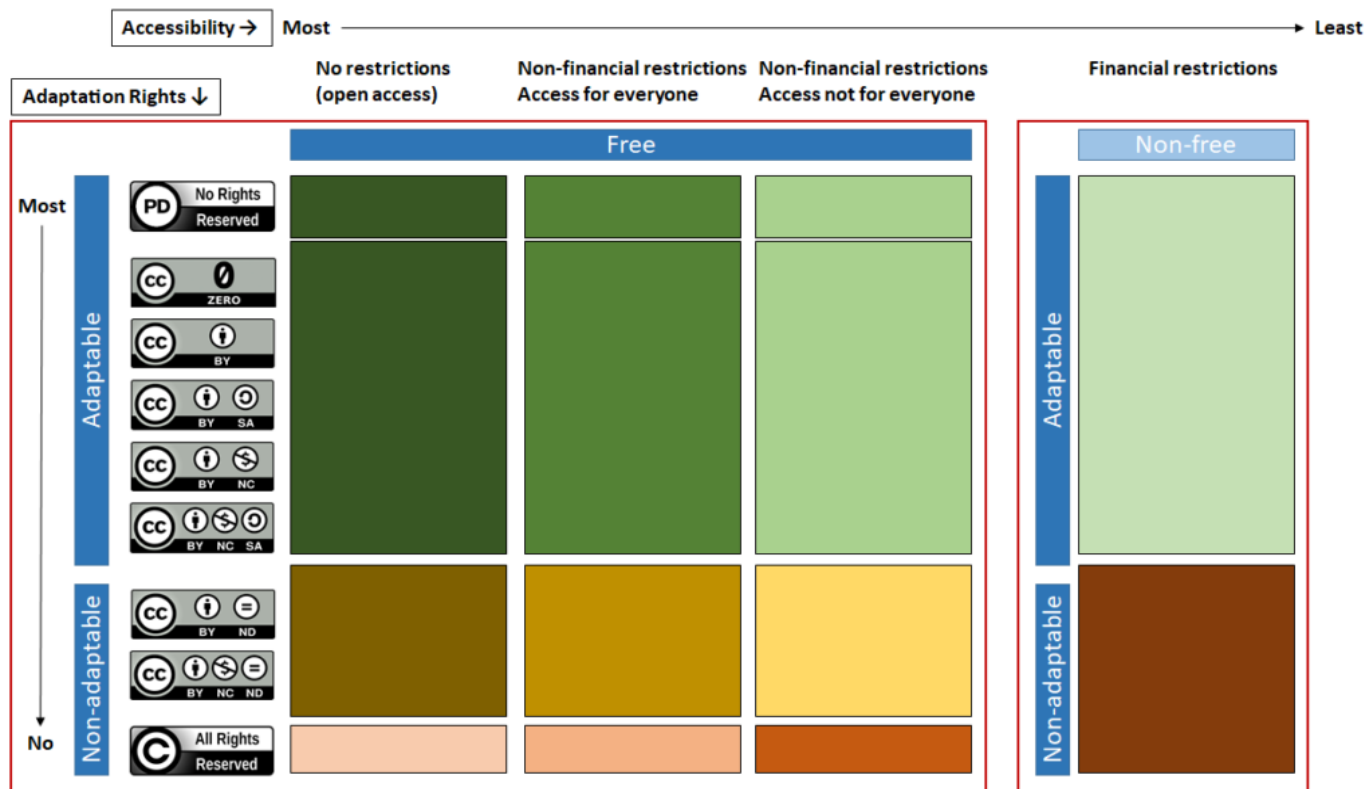 Accessibility → Most Least
No restrictions
(open access)
Non-financial restrictions
Access for everyone
Non-financial restrictions
Access not for everyone
Financial restrictions
Adaptation Rights ↓
Free
Non-free
Most
No
Adaptable
Non-adaptable
PD No Rights
Reserved
cc 0
ZERO
cc
BY
cc
BY SA
cc
BY NC
cc
BY NC SA
cc
BY ND
cc
BY NC ND
C All Rights
Reserved
Adaptable
Non-adaptable